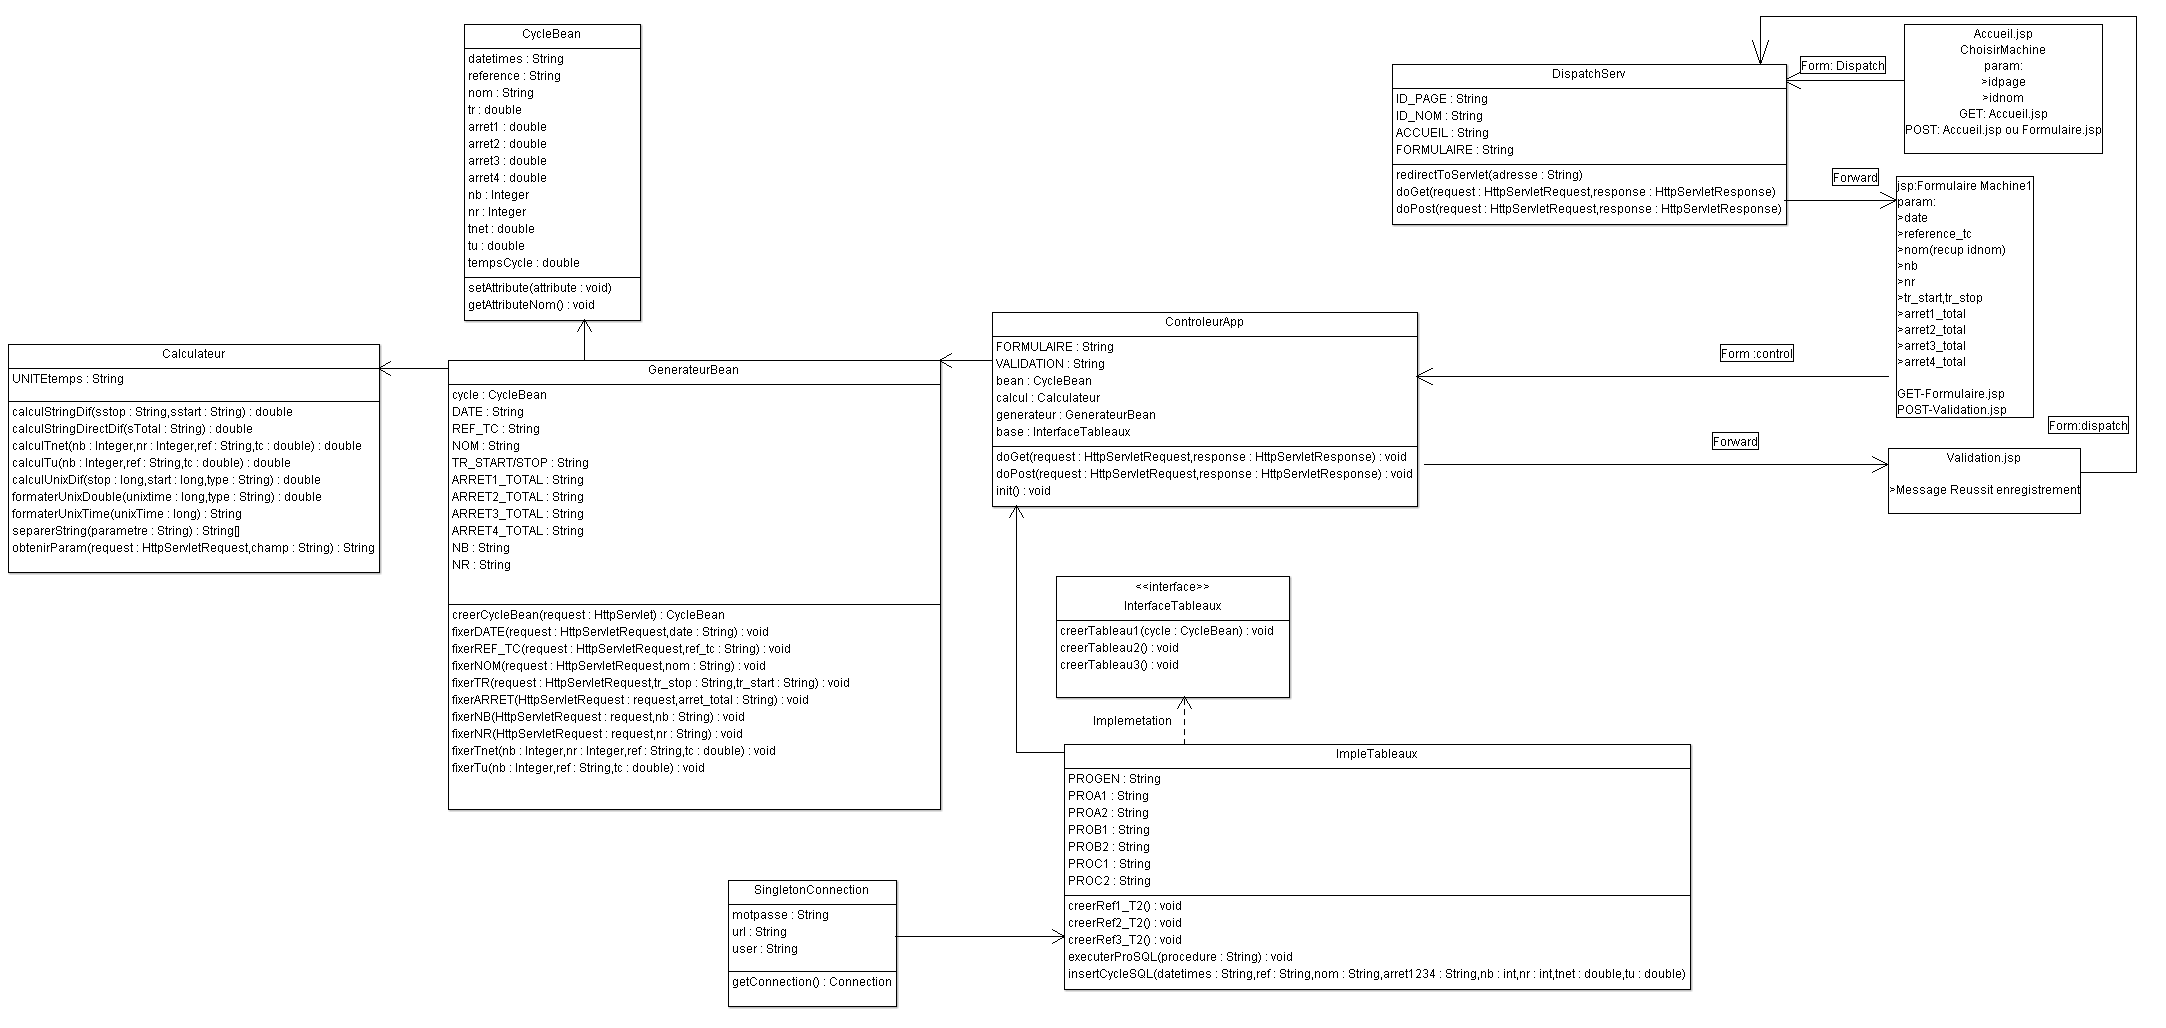 CycleBean
datetimes : String
reference : String
nom : String
tr : double
arret1 : double
arret2 : double
arret3 : double
arret4 : double
nb : Integer
nr : Integer
tnet : double
tu : double
tempsCycle : double
setAttribute(attribute : void)
getAttributeNom() : void
DispatchServ
ID_PAGE : String
ID_NOM : String
ACCUEIL : String
FORMULAIRE : String
redirectToServlet(adresse : String)
doGet(request : HttpServletRequest,response : HttpServletResponse)
doPost(request : HttpServletRequest,response : HttpServletResponse)
Form: Dispatch
Accueil.jsp
ChoisirMachine
param:
>idpage
>idnom
GET: Accueil.jsp
POST: Accueil.jsp ou Formulaire.jsp
Forward
jsp:Formulaire Machine1
param:
>date
>reference_tc
>nom(recup idnom)
>nb
>nr
>tr_start,tr_stop
>arret1_total
>arret2_total
>arret3_total
>arret4_total
GET-Formulaire.jsp
POST-Validation.jsp
Form :control
Form:dispatch
Forward
Validation.jsp
>Message Reussit enregistrement
Calculateur
UNITEtemps : String
calculStringDif(sstop : String,sstart : String) : double
calculStringDirectDif(sTotal : String) : double
calculTnet(nb : Integer,nr : Integer,ref : String,tc : double) : double
calculTu(nb : Integer,ref : String,tc : double) : double
calculUnixDif(stop : long,start : long,type : String) : double
formaterUnixDouble(unixtime : long,type : String) : double
formaterUnixTime(unixTime : long) : String
separerString(parametre : String) : String[]
obtenirParam(request : HttpServletRequest,champ : String) : String
GenerateurBean
cycle : CycleBean
DATE : String
REF_TC : String
NOM : String
TR_START/STOP : String
ARRET1_TOTAL : String
ARRET2_TOTAL : String
ARRET3_TOTAL : String
ARRET4_TOTAL : String
NB : String
NR : String
creerCycleBean(request : HttpServlet) : CycleBean
fixerDATE(request : HttpServletRequest,date : String) : void
fixerREF_TC(request : HttpServletRequest,ref_tc : String) : void
fixerNOM(request : HttpServletRequest,nom : String) : void
fixerTR(request : HttpServletRequest,tr_stop : String,tr_start : String) : void
fixerARRET(HttpServletRequest : request,arret_total : String) : void
fixerNB(HttpServletRequest : request,nb : String) : void
fixerNR(HttpServletRequest : request,nr : String) : void
fixerTnet(nb : Integer,nr : Integer,ref : String,tc : double) : void
fixerTu(nb : Integer,ref : String,tc : double) : void
ControleurApp
FORMULAIRE : String
VALIDATION : String
bean : CycleBean
calcul : Calculateur
generateur : GenerateurBean
base : InterfaceTableaux
doGet(request : HttpServletRequest,response : HttpServletResponse) : void
doPost(request : HttpServletRequest,response : HttpServletResponse) : void
init() : void
<<interface>>
InterfaceTableaux
creerTableau1(cycle : CycleBean) : void
creerTableau2() : void
creerTableau3() : void
Implemetation
ImpleTableaux
PROGEN : String
PROA1 : String
PROA2 : String
PROB1 : String
PROB2 : String
PROC1 : String
PROC2 : String
creerRef1_T2() : void
creerRef2_T2() : void
creerRef3_T2() : void
executerProSQL(procedure : String) : void
insertCycleSQL(datetimes : String,ref : String,nom : String,arret1234 : String,nb : int,nr : int,tnet : double,tu : double)
SingletonConnection
motpasse : String
url : String
user : String
getConnection() : Connection